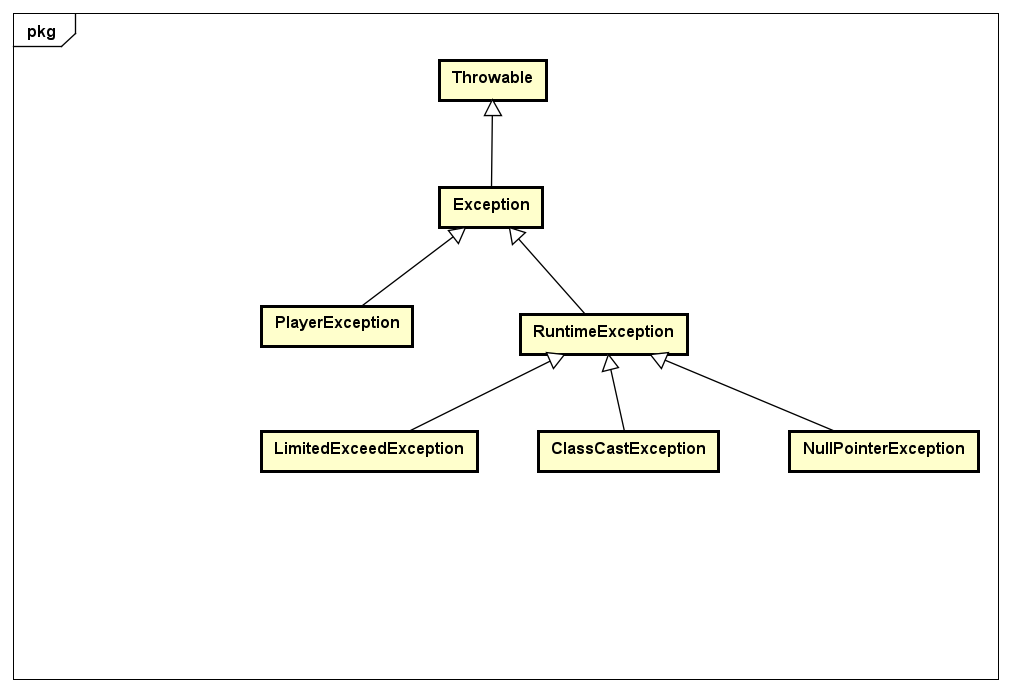 pkg
Throwable
Exception
PlayerException
RuntimeException
LimitedExceedException
ClassCastException
NullPointerException